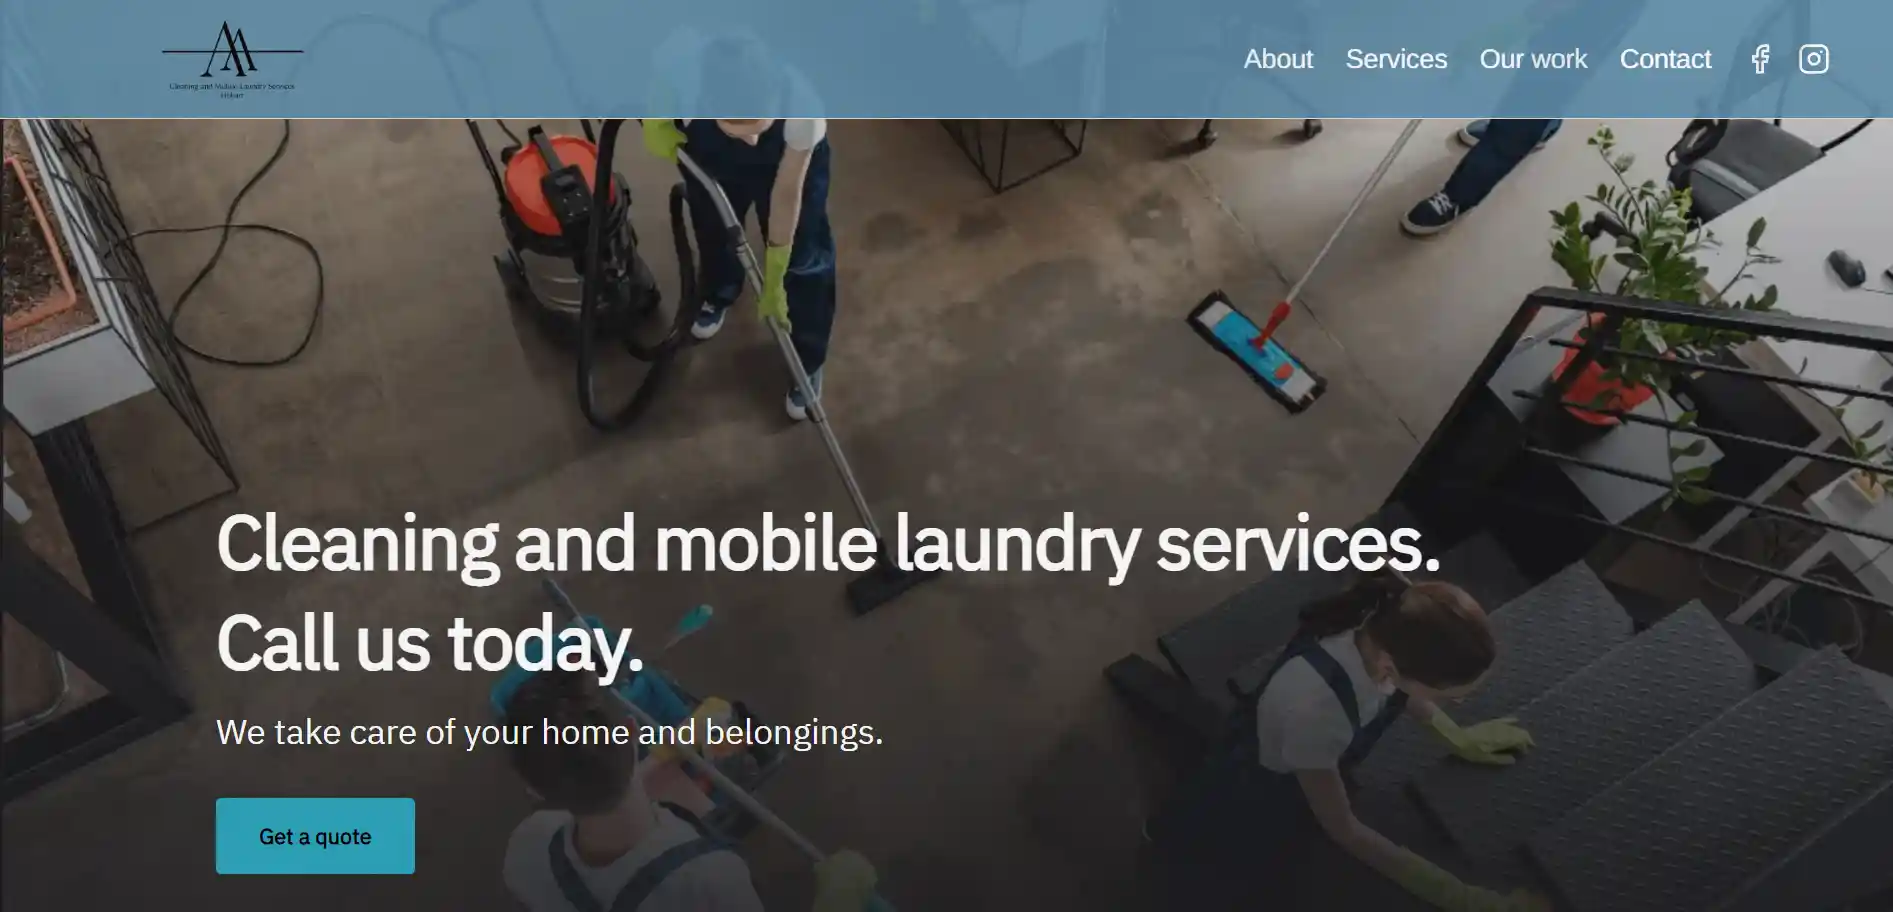 AA
Cleaning and Mobile Laundry Services
Hobart
About
Services
Our work
Contact
Cleaning and mobile laundry services.
Call us today.
We take care of your home and belongings.
Get a quote